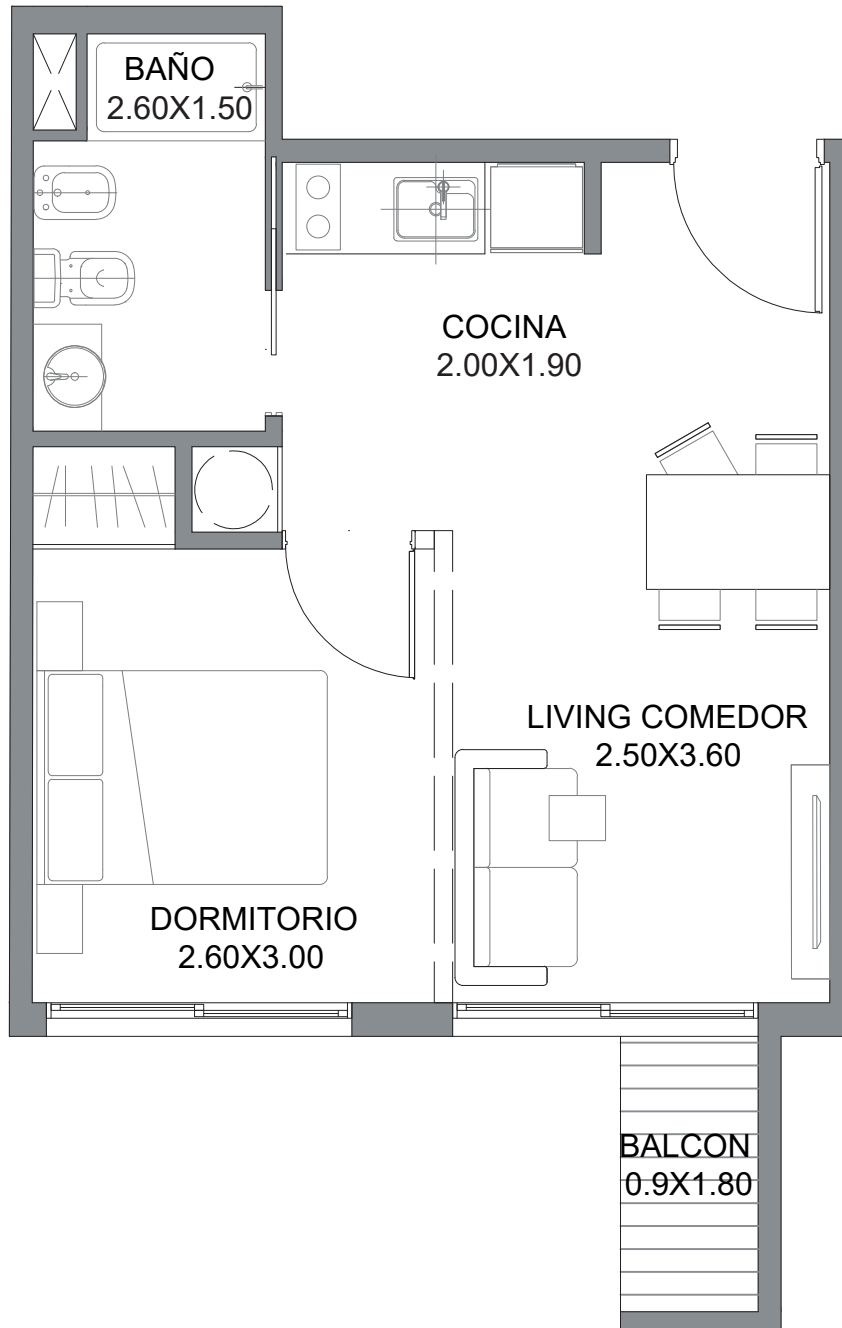 BAÑO
2.60X1.50
COCINA
2.00X1.90
LIVING COMEDOR
2.50X3.60
DORMITORIO
2.60X3.00
BALCON
0.9X1.80